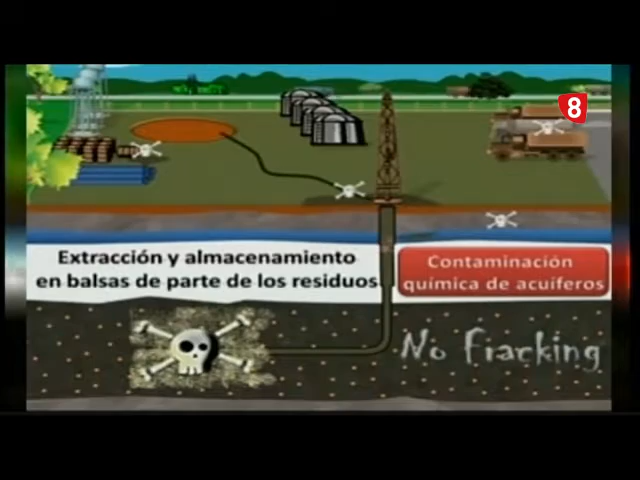 8
Extracción y almacenamiento
en balsas de parte de los residuos
Contaminación
química de acuíferos
No Fracking